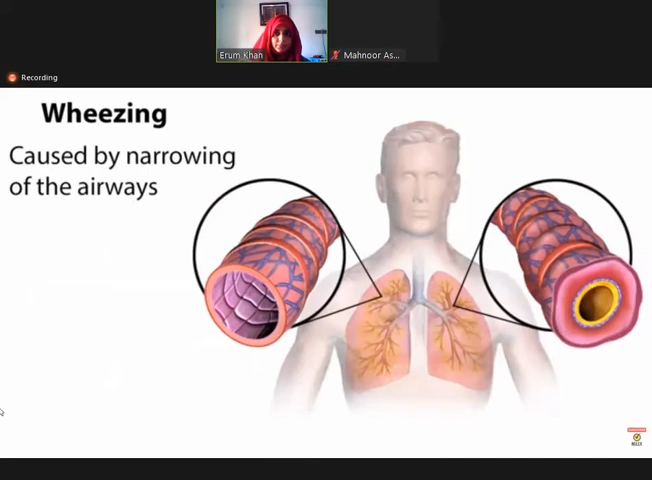 Erum Khan
Mahnoor As...
Recording
Wheezing
Caused by narrowing
of the airways